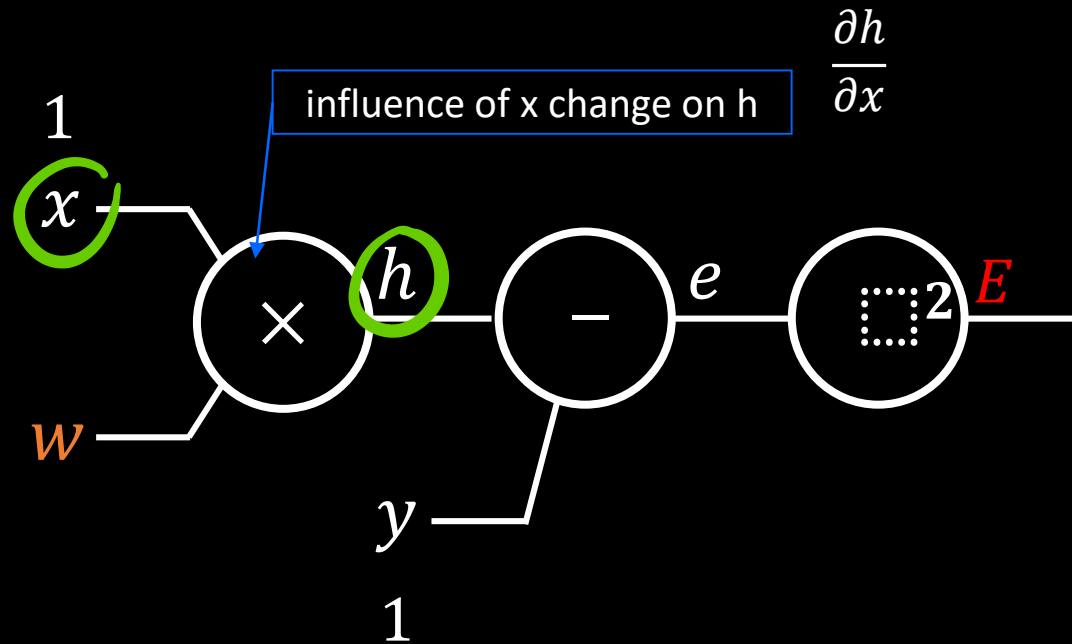 ∂h
∂x
influence of x change on h
1
x
h
e
□²
E
×
−
w
y
1